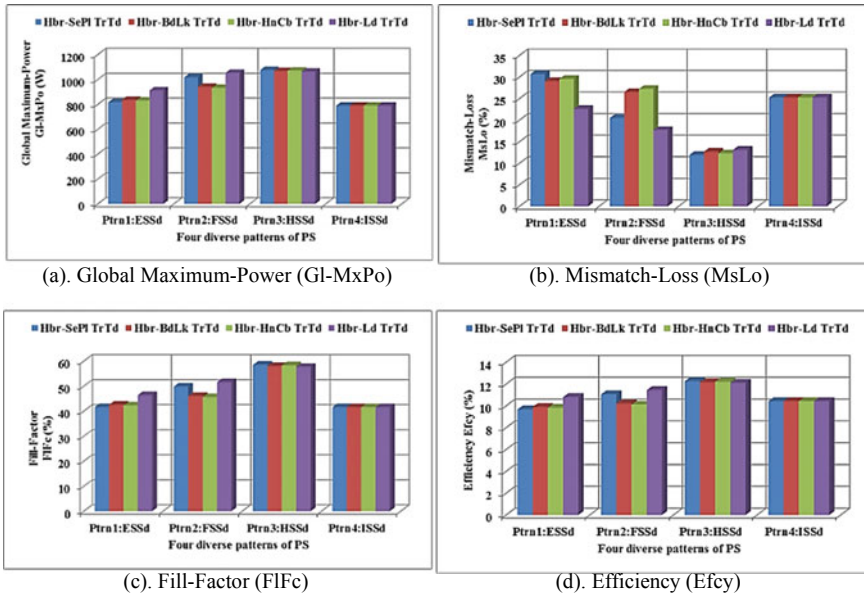 Hbr-SePl TrTd Hbr-BdLk TrTd Hbr-HnCb TrTd Hbr-Ld TrTd
Global Maximum-Power
Gl-MxPo (W)
1200
1000
800
600
400
200
0
Ptrn1:ESSd Ptrn2:FSSd Ptrn3:HSSd Ptrn4:ISSd
Four diverse patterns of PS
(a). Global Maximum-Power (Gl-MxPo)
Hbr-SePl TrTd Hbr-BdLk TrTd Hbr-HnCb TrTd Hbr-Ld TrTd
Mismatch-Loss
MsLo (%)
35
30
25
20
15
10
5
0
Ptrn1:ESSd Ptrn2:FSSd Ptrn3:HSSd Ptrn4:ISSd
Four diverse patterns of PS
(b). Mismatch-Loss (MsLo)
Hbr-SePl TrTd Hbr-BdLk TrTd Hbr-HnCb TrTd Hbr-Ld TrTd
Fill-Factor
FlFc (%)
60
50
40
30
20
10
0
Ptrn1:ESSd Ptrn2:FSSd Ptrn3:HSSd Ptrn4:ISSd
Four diverse patterns of PS
(c). Fill-Factor (FlFc)
Hbr-SePl TrTd Hbr-BdLk TrTd Hbr-HnCb TrTd Hbr-Ld TrTd
Efficiency Efcy (%)
14
12
10
8
6
4
2
0
Ptrn1:ESSd Ptrn2:FSSd Ptrn3:HSSd Ptrn4:ISSd
Four diverse patterns of PS
(d). Efficiency (Efcy)